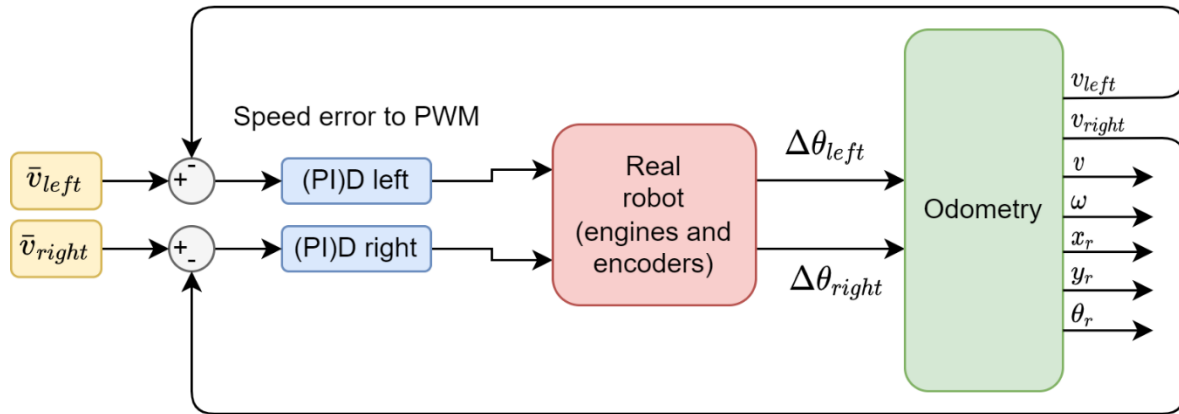 Speed error to PWM
v̄_left
+
-
(PI)D left
v̄_right
+
-
(PI)D right
Real
robot
(engines and
encoders)
Δθ_left
Δθ_right
Odometry
v_left
v_right
v
ω
x_r
y_r
θ_r